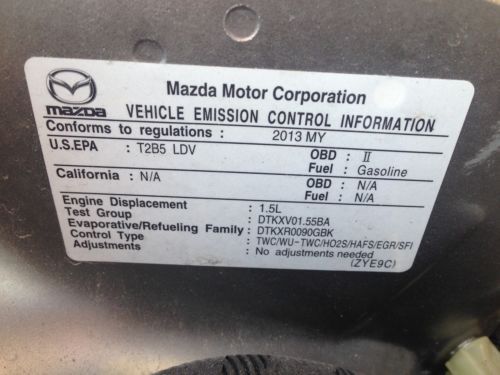 Mazda Motor Corporation
mazda VEHICLE EMISSION CONTROL INFORMATION
Conforms to regulations : 2013 MY
U.S.EPA : T2B5 LDV OBD : II
Fuel : Gasoline
California : N/A OBD : N/A
Fuel : N/A
Engine Displacement : 1.5L
Test Group : DTKXV01.55BA
Evaporative/Refueling Family : DTKXR0090GBK
Control Type : TWC/WU-TWC/HO2S/HAFS/EGR/SFI
Adjustments : No adjustments needed
(ZYE9C)